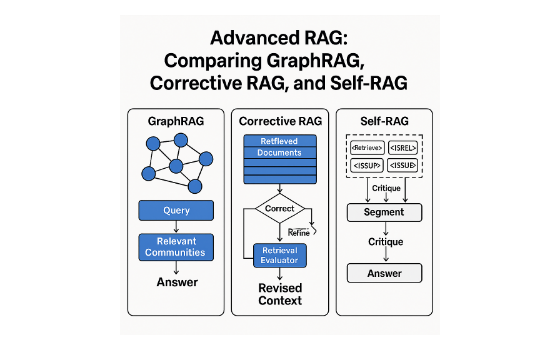 Advanced RAG:
Comparing GraphRAG,
Corrective RAG, and Self-RAG
GraphRAG
Query
Relevant
Communities
Answer
Corrective RAG
Retfleved
Documents
Correct
Refine
Retrieval
Evaluator
Revised
Context
Self-RAG
<Retrieve> <ISREL>
<ISSUP> <ISSUE>
Critique
Segment
Critique
Answer